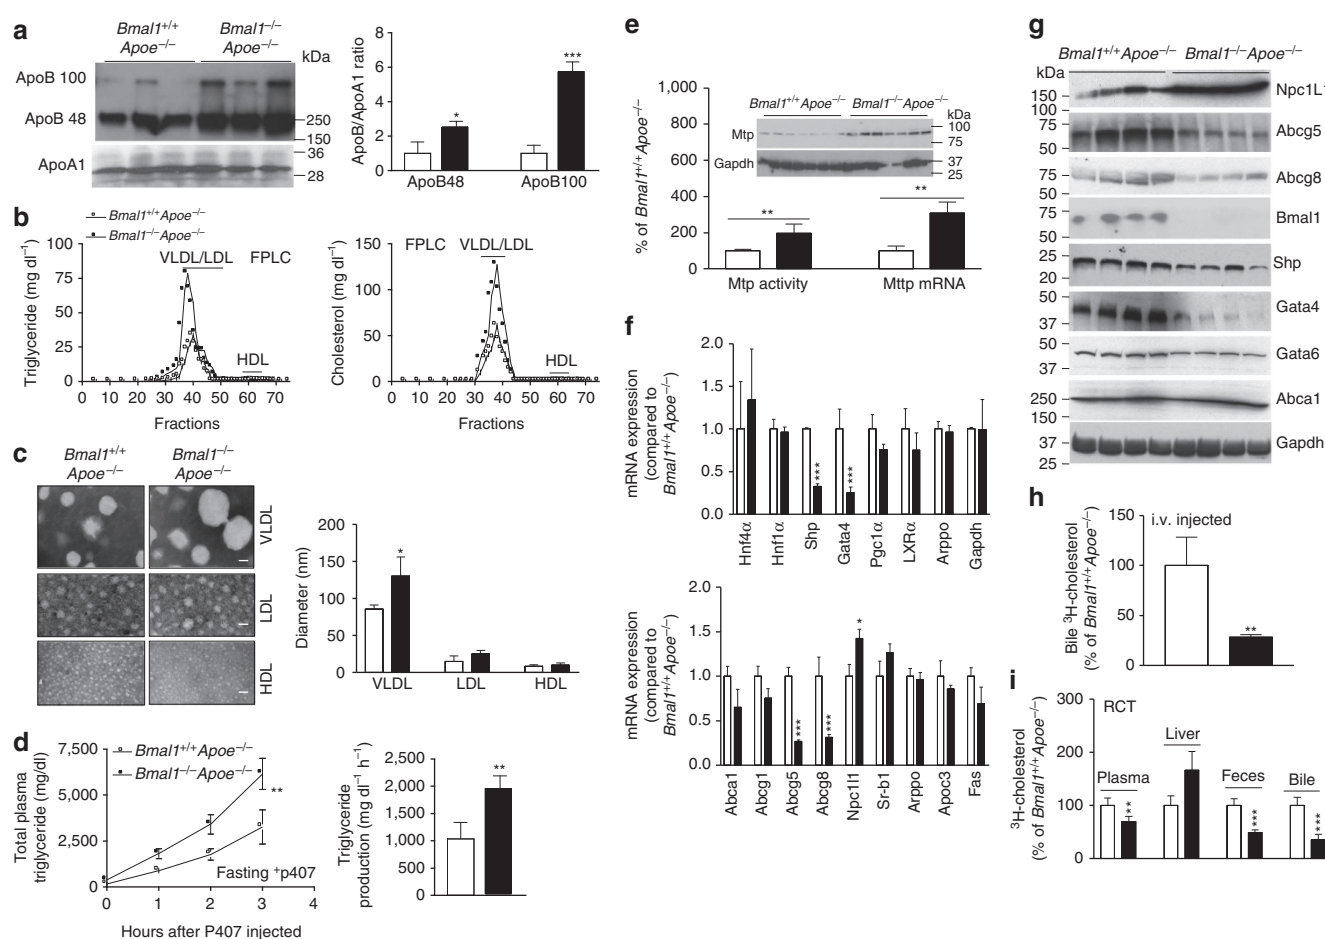 a
Bmal1+/+
Apoe−/−
Bmal1−/−
Apoe−/−
kDa
ApoB 100
ApoB 48
250
150
ApoA1
36
28
ApoB/ApoA1 ratio
8
6
4
2
0
*
***
ApoB48
ApoB100
b
Bmal1+/+Apoe−/−
Bmal1−/−Apoe−/−
VLDL/LDL
FPLC
Triglyceride (mg dl−1)
100
75
50
25
0
HDL
0 10 20 30 40 50 60 70
Fractions
FPLC
VLDL/LDL
Cholesterol (mg dl−1)
150
100
50
0
HDL
0 10 20 30 40 50 60 70
Fractions
c
Bmal1+/+
Apoe−/−
Bmal1−/−
Apoe−/−
VLDL
LDL
HDL
Diameter (nm)
200
150
100
50
0
*
VLDL
LDL
HDL
d
Bmal1+/+Apoe−/−
Bmal1−/−Apoe−/−
Total plasma
triglyceride (mg/dl)
7,500
5,000
2,500
0
**
Fasting +p407
0 1 2 3 4
Hours after P407 injected
Triglyceride
production (mg dl−1 h−1)
2,500
2,000
1,500
1,000
500
0
**
e
% of Bmal1+/+Apoe−/−
1,000
800
600
400
200
0
Bmal1+/+Apoe−/−
Bmal1−/−Apoe−/−
kDa
Mtp
100
75
Gapdh
37
25
**
**
Mtp activity
Mttp mRNA
f
mRNA expression
(compared to
Bmal1+/+Apoe−/−)
2.0
1.5
1.0
0.5
0.0
***
***
Hnf4α
Hnf1α
Shp
Gata4
Pgc1α
LXRα
Arppo
Gapdh
mRNA expression
(compared to
Bmal1+/+Apoe−/−)
2.0
1.5
1.0
0.5
0.0
***
***
*
Abca1
Abcg1
Abcg5
Abcg8
Npc1l1
Sr-b1
Arppo
Apoc3
Fas
g
Bmal1+/+Apoe−/−
Bmal1−/−Apoe−/−
kDa
150
100
75
50
75
50
75
50
25
20
50
37
50
37
250
150
37
25
Npc1L1
Abcg5
Abcg8
Bmal1
Shp
Gata4
Gata6
Abca1
Gapdh
h
Bile 3H-cholesterol
(% of Bmal1+/+Apoe−/−)
150
100
50
0
i.v. injected
**
i
3H-cholesterol
(% of Bmal1+/+Apoe−/−)
300
200
100
0
RCT
Plasma
Liver
Feces
Bile
**
***
***